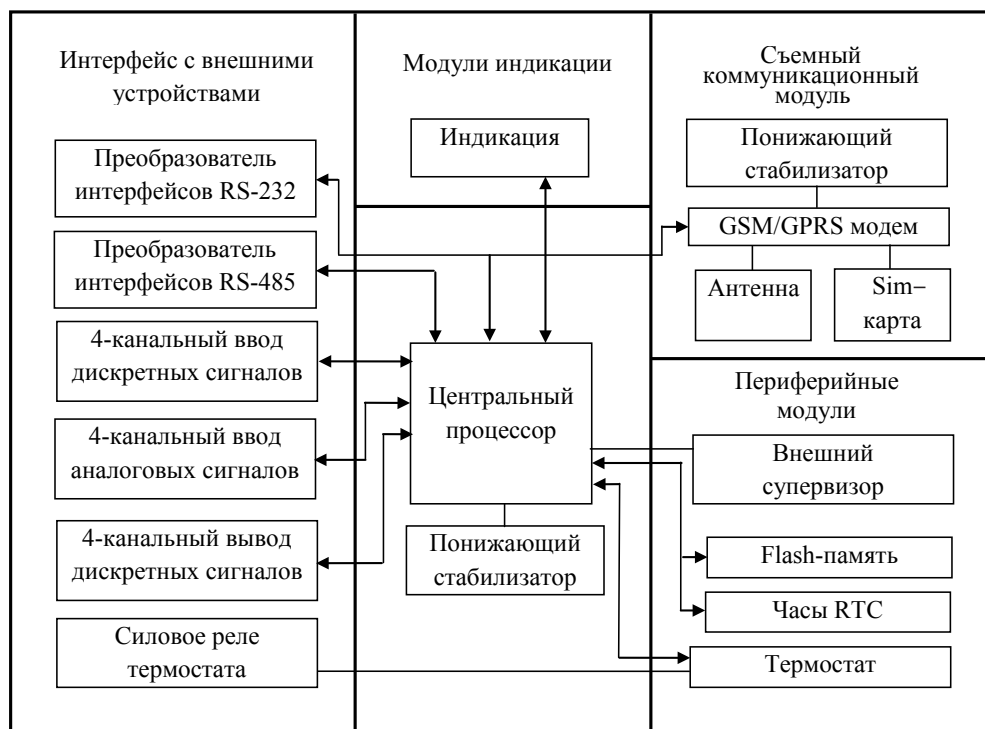 Интерфейс с внешними
устройствами
Преобразователь
интерфейсов RS-232
Преобразователь
интерфейсов RS-485
4-канальный ввод
дискретных сигналов
4-канальный ввод
аналоговых сигналов
4-канальный вывод
дискретных сигналов
Силовое реле
термостата
Модули индикации
Индикация
Центральный
процессор
Понижающий
стабилизатор
Съемный
коммуникационный
модуль
Понижающий
стабилизатор
GSM/GPRS модем
Антенна
Sim–
карта
Периферийные
модули
Внешний
супервизор
Flash-память
Часы RTC
Термостат